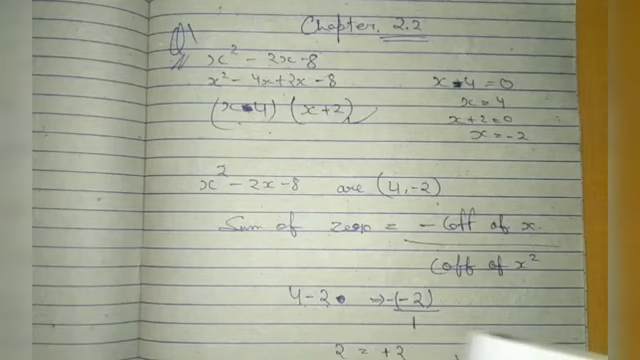 Chapter 2.2
Q1
x² - 2x - 8
x² - 4x + 2x - 8
x - 4 = 0
(x - 4) (x + 2)
x = 4
x + 2 = 0
x = -2
x² - 2x - 8 are (4, -2)
Sum of zero = - Coff of x
Coff of x²
4 - 2 ⇒ -(-2)
1
2 = +2